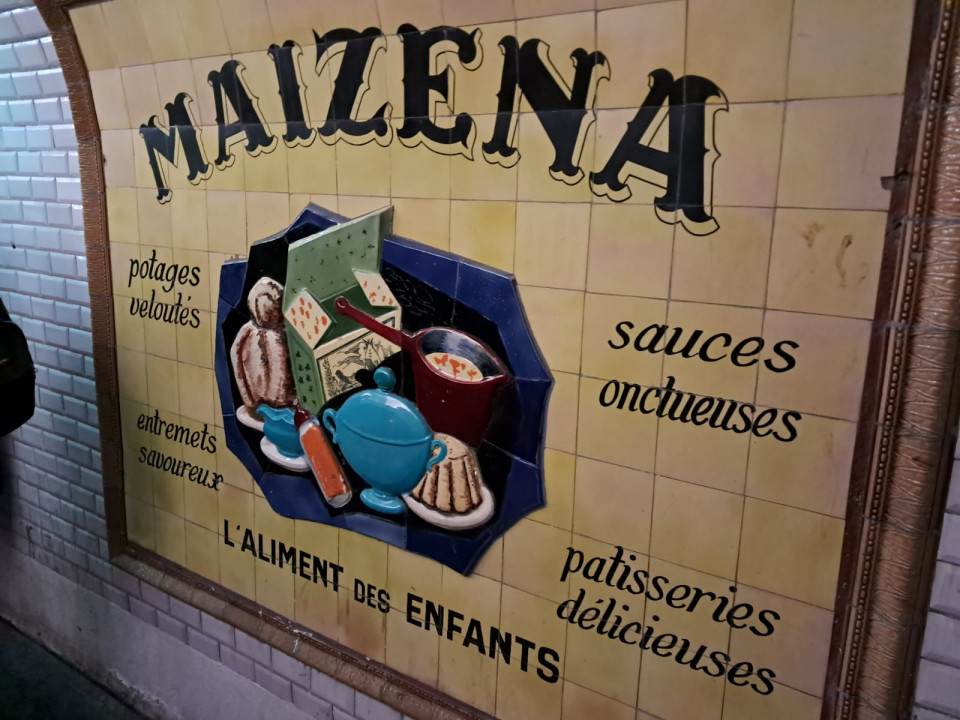 MAIZENA
potages
veloutés
entremets
savoureux
sauces
onctueuses
patisseries
délicieuses
L'ALIMENT DES ENFANTS